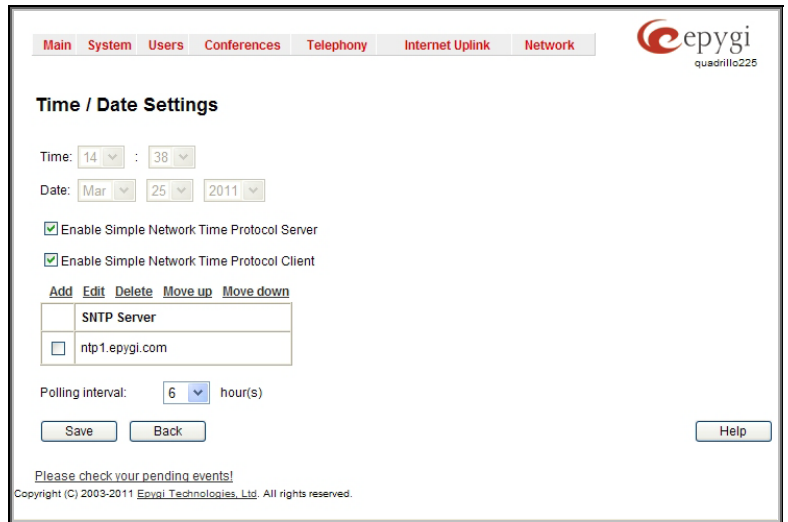 Main System Users Conferences Telephony Internet Uplink Network
epygi
quadrillo225
Time / Date Settings
Time: 14 : 38
Date: Mar 25 2011
Enable Simple Network Time Protocol Server
Enable Simple Network Time Protocol Client
Add Edit Delete Move up Move down
SNTP Server
ntp1.epygi.com
Polling interval: 6 hour(s)
Save Back Help
Please check your pending events!
Copyright (C) 2003-2011 Epygi Technologies, Ltd. All rights reserved.